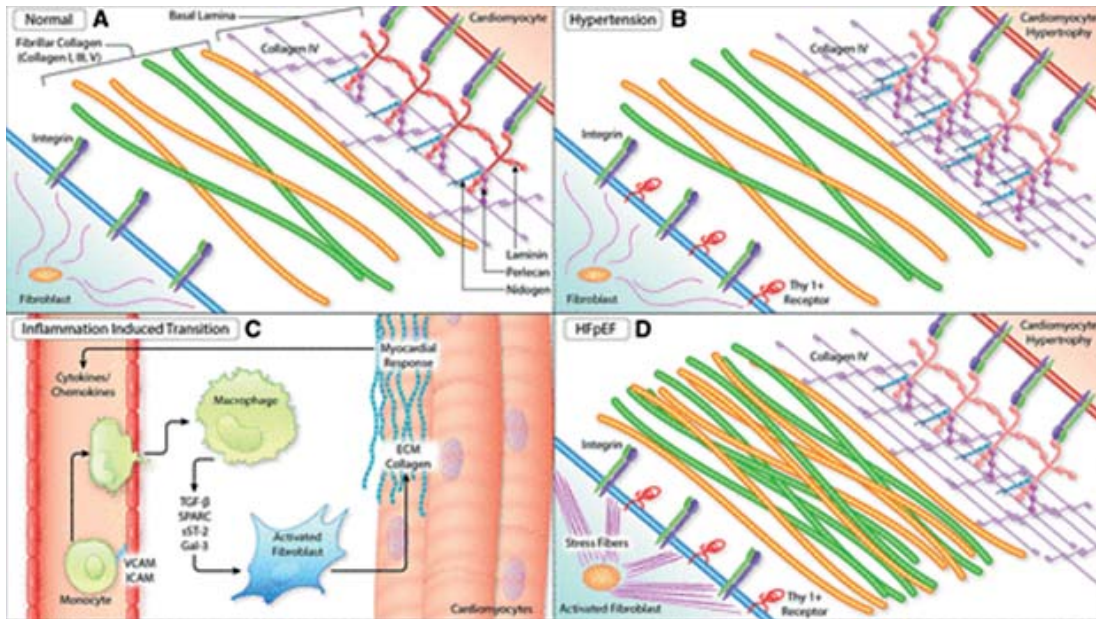 Normal
A
Basal Lamina
Cardiomyocyte
Fibrillar Collagen
(Collagen I, III, V)
Collagen IV
Integrin
Laminin
Perlecan
Nidogen
Fibroblast
Hypertension
B
Cardiomyocyte
Hypertrophy
Collagen IV
Integrin
Thy 1+
Receptor
Fibroblast
Inflammation Induced Transition
C
Cytokines/
Chemokines
Myocardial
Response
Macrophage
ECM
Collagen
TGF-β
SPARC
sST-2
Gal-3
Activated
Fibroblast
VCAM
ICAM
Monocyte
Cardiomyocytes
HFpEF
D
Cardiomyocyte
Hypertrophy
Collagen IV
Integrin
Stress Fibers
Activated Fibroblast
Thy 1+
Receptor